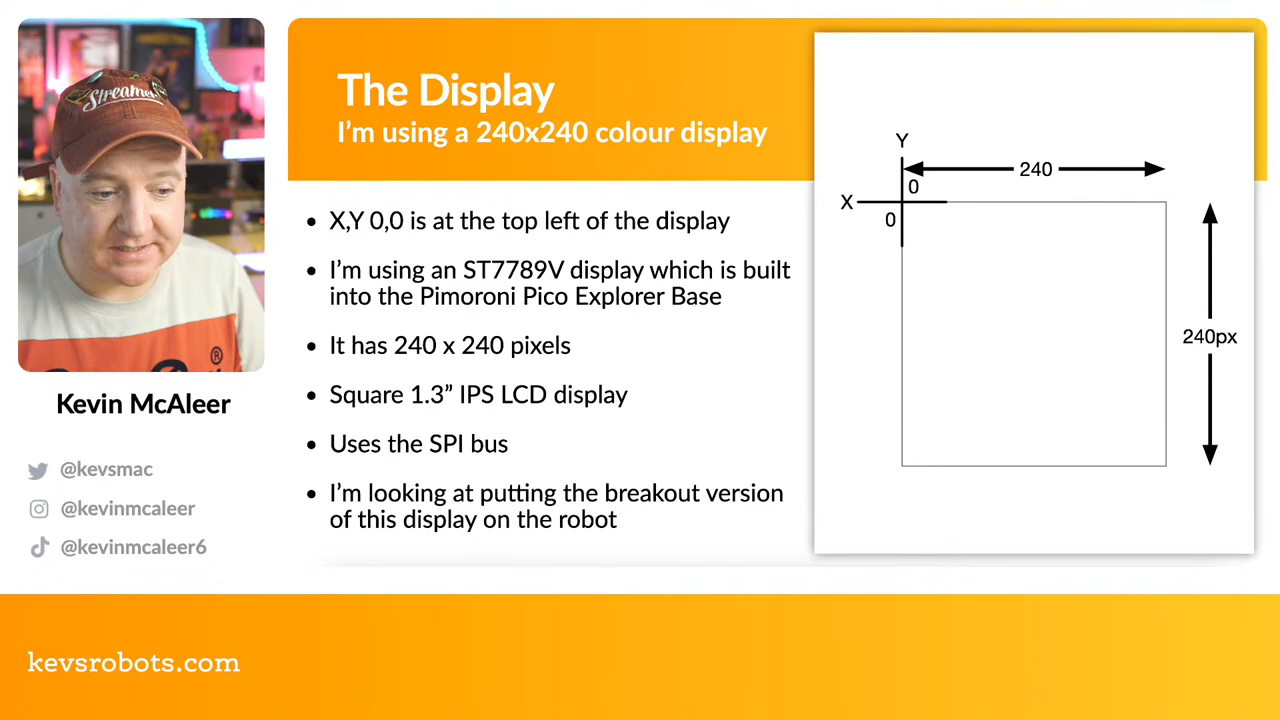 Streamer
The Display
I’m using a 240x240 colour display
• X,Y 0,0 is at the top left of the display
• I’m using an ST7789V display which is built
into the Pimoroni Pico Explorer Base
• It has 240 x 240 pixels
• Square 1.3” IPS LCD display
• Uses the SPI bus
• I’m looking at putting the breakout version
of this display on the robot
Y
240
0
X
0
240px
®
Kevin McAleer
@kevsmac
@kevinmcaleer
@kevinmcaleer6
kevsrobots.com